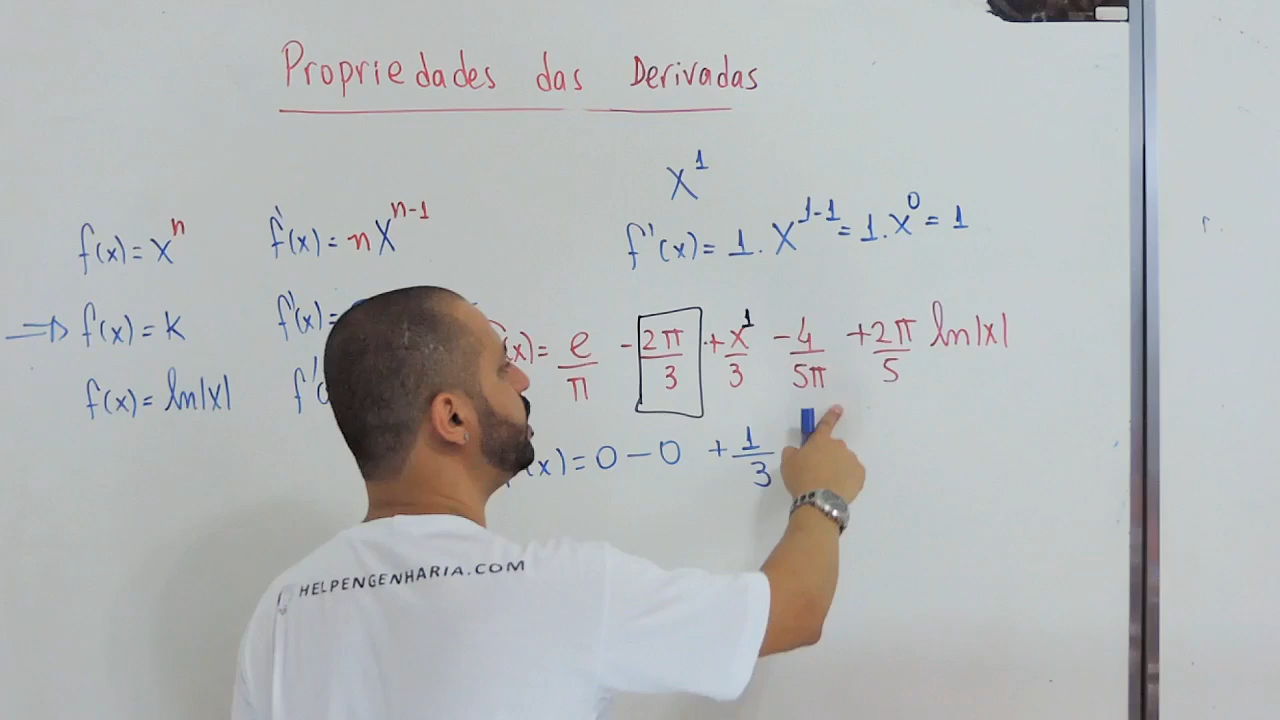 Propriedades das Derivadas
x¹
f(x) = xⁿ f'(x) = n xⁿ⁻¹ f'(x) = 1 . x¹⁻¹ = 1 . x⁰ = 1
⇒ f(x) = K f'(x) = (x) = e/π - 2π/3 + x¹/3 - 4/5π + 2π/5 ln|x|
f(x) = ln|x| f'( (x) = 0 - 0 + 1/3
HELPENGENHARIA.COM